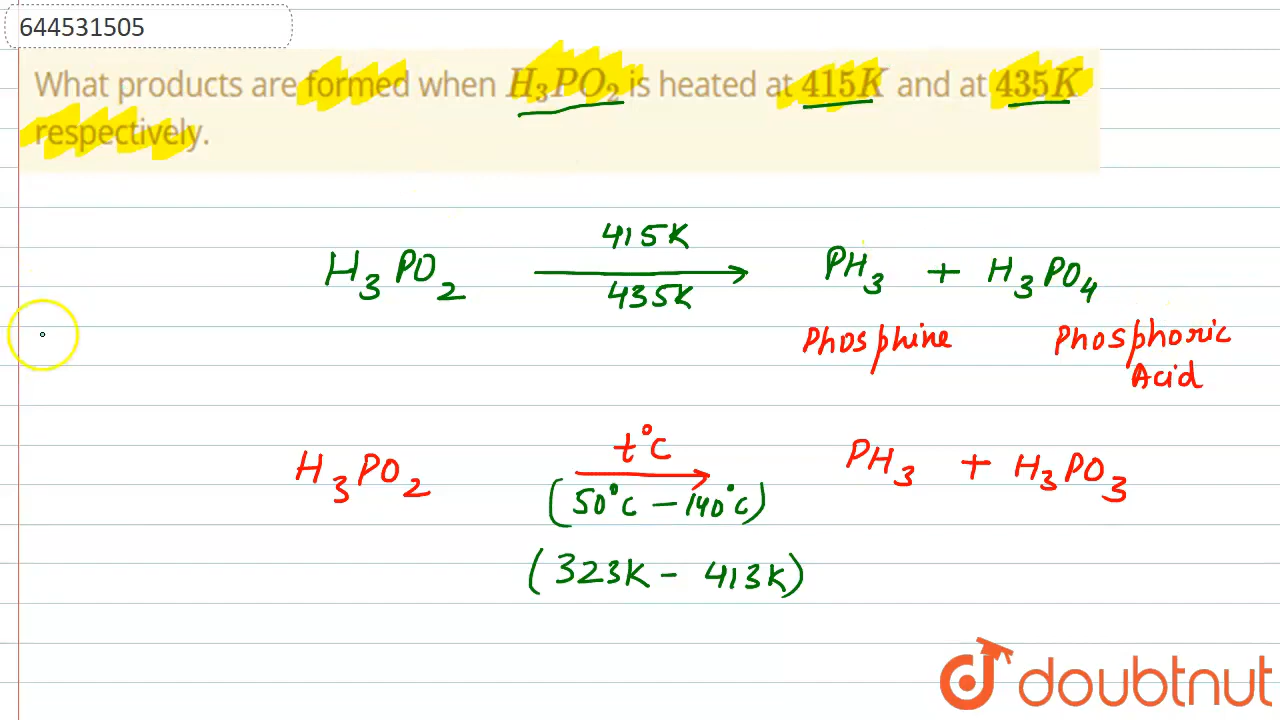 644531505
What products are formed when H₃PO₂ is heated at 415K and at 435K
respectively.
H₃PO₂ 415K 435K PH₃ + H₃PO₄
Phosphine Phosphoric Acid
H₃PO₂ t°C PH₃ + H₃PO₃
(50°C – 140°C)
(323K – 413K)
doubtnut